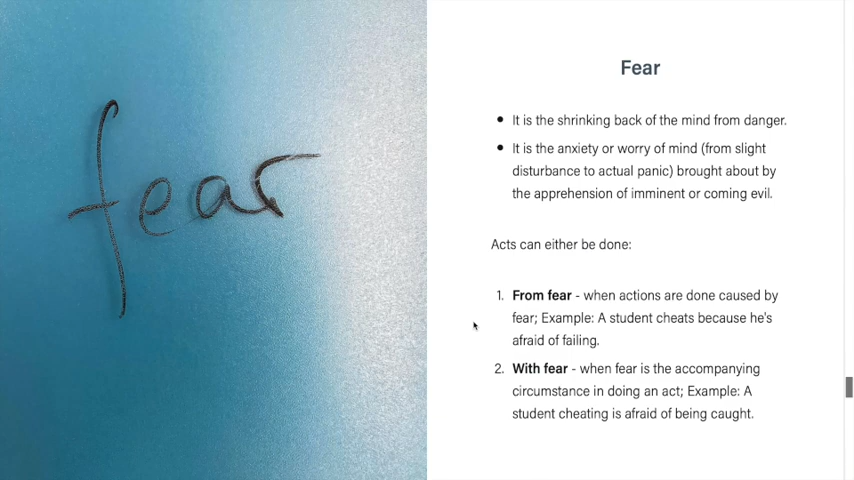 fear
Fear
• It is the shrinking back of the mind from danger.
• It is the anxiety or worry of mind (from slight
disturbance to actual panic) brought about by
the apprehension of imminent or coming evil.
Acts can either be done:
1. From fear - when actions are done caused by
fear; Example: A student cheats because he's
afraid of failing.
2. With fear - when fear is the accompanying
circumstance in doing an act; Example: A
student cheating is afraid of being caught.